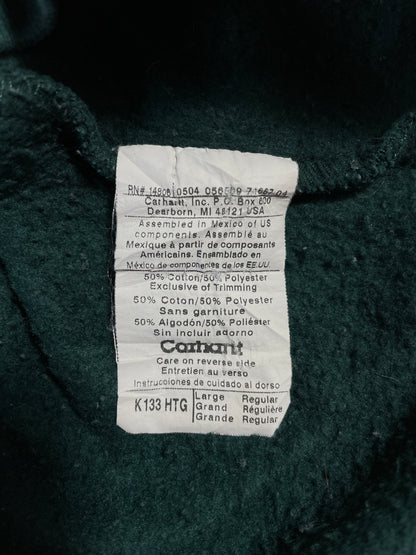 RN# 14806 0504 056509 71667 04
Carhartt, Inc. P.O. Box 600
Dearborn, MI 48121 USA
Assembled in Mexico of US
components. Assemblé au
Mexique à partir de composants
Américains. Ensamblado en
México de componentes de los EE.UU.
50% Cotton/50% Polyester
Exclusive of Trimming
50% Coton/50% Polyester
Sans garniture
50% Algodón/50% Poliéster
Sin incluir adorno
Carhartt
Care on reverse side
Entretien au verso
Instrucciones de cuidado al dorso
K133 HTG Large Regular
Grand Régulière
Grande Regular